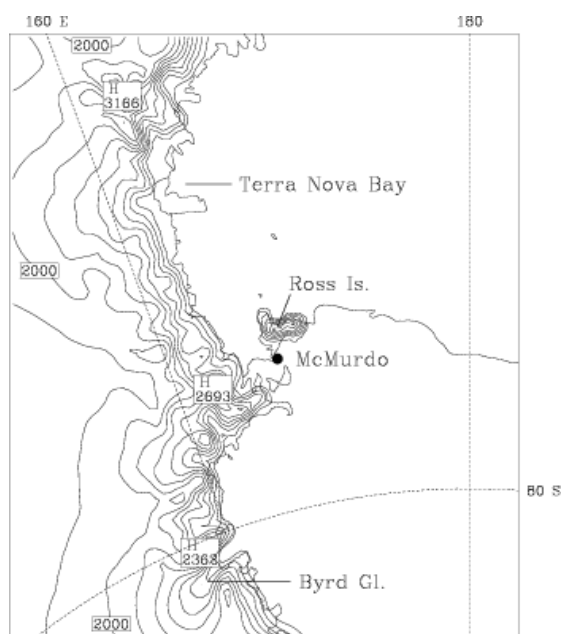 160 E
180
2000
H
3166
Terra Nova Bay
2000
Ross Is.
McMurdo
H
2693
80 S
H
2368
Byrd Gl.
2000